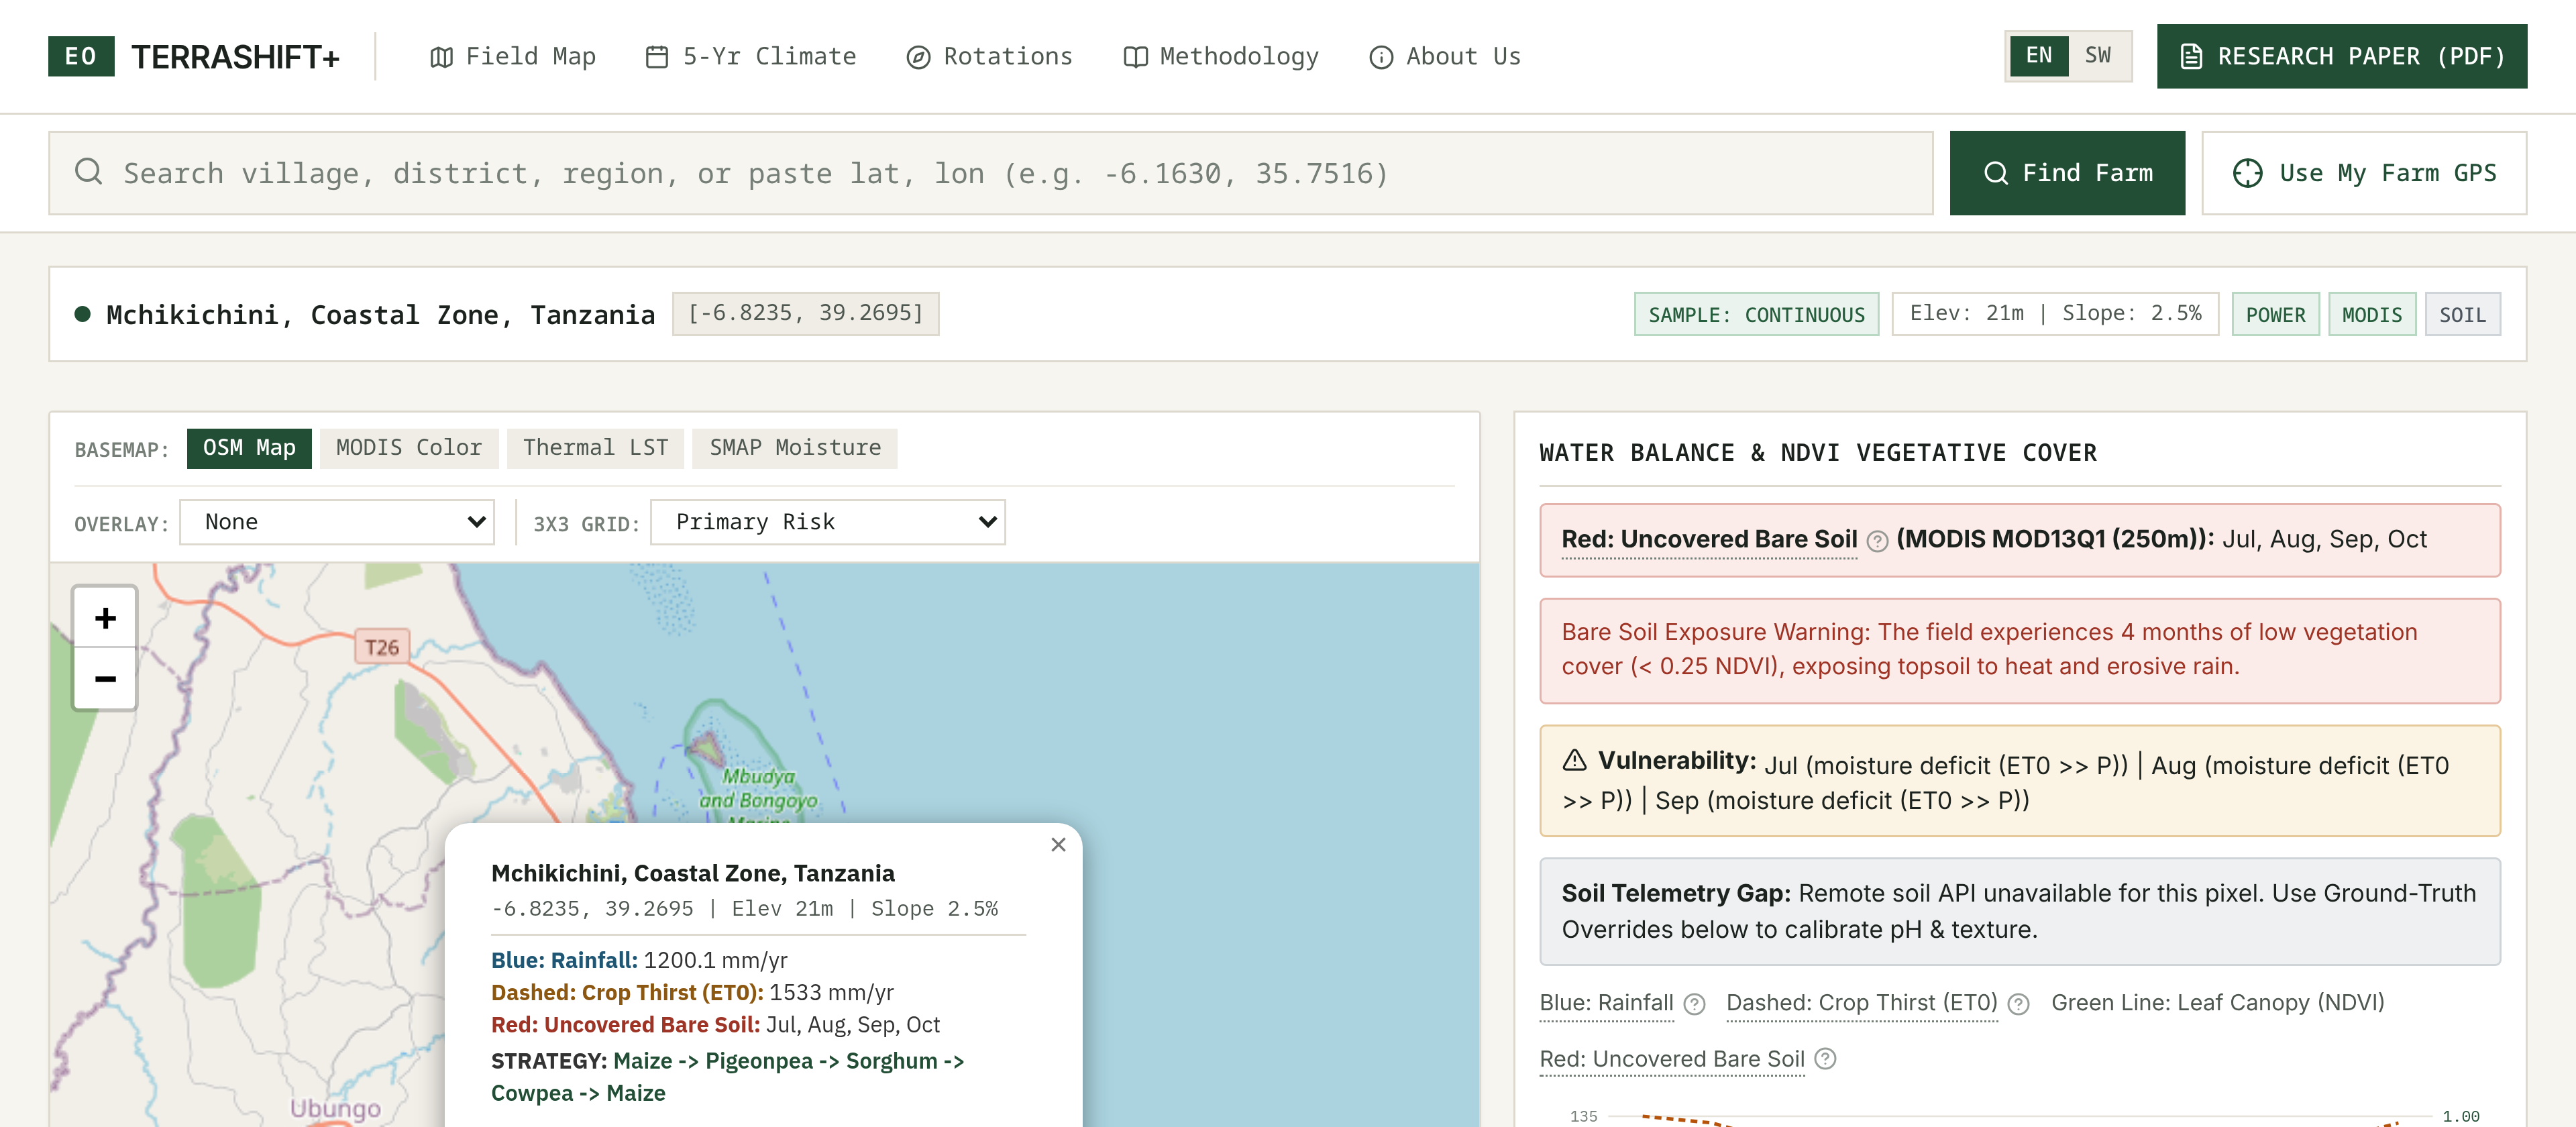 EO TERRASHIFT+ Field Map 5-Yr Climate Rotations Methodology About Us EN SW RESEARCH PAPER (PDF)
Search village, district, region, or paste lat, lon (e.g. -6.1630, 35.7516) Find Farm Use My Farm GPS
Mchikichini, Coastal Zone, Tanzania [-6.8235, 39.2695] SAMPLE: CONTINUOUS Elev: 21m | Slope: 2.5% POWER MODIS SOIL
BASEMAP: OSM Map MODIS Color Thermal LST SMAP Moisture
OVERLAY: None 3X3 GRID: Primary Risk
+
−
T26
Mbudya
and Bongoyo
Marine
Ubungo
×
Mchikichini, Coastal Zone, Tanzania
-6.8235, 39.2695 | Elev 21m | Slope 2.5%
Blue: Rainfall: 1200.1 mm/yr
Dashed: Crop Thirst (ET0): 1533 mm/yr
Red: Uncovered Bare Soil: Jul, Aug, Sep, Oct
STRATEGY: Maize -> Pigeonpea -> Sorghum ->
Cowpea -> Maize
WATER BALANCE & NDVI VEGETATIVE COVER
Red: Uncovered Bare Soil ? (MODIS MOD13Q1 (250m)): Jul, Aug, Sep, Oct
Bare Soil Exposure Warning: The field experiences 4 months of low vegetation
cover (< 0.25 NDVI), exposing topsoil to heat and erosive rain.
Vulnerability: Jul (moisture deficit (ET0 >> P)) | Aug (moisture deficit (ET0
>> P)) | Sep (moisture deficit (ET0 >> P))
Soil Telemetry Gap: Remote soil API unavailable for this pixel. Use Ground-Truth
Overrides below to calibrate pH & texture.
Blue: Rainfall ? Dashed: Crop Thirst (ET0) ? Green Line: Leaf Canopy (NDVI)
Red: Uncovered Bare Soil ?
135 1.00